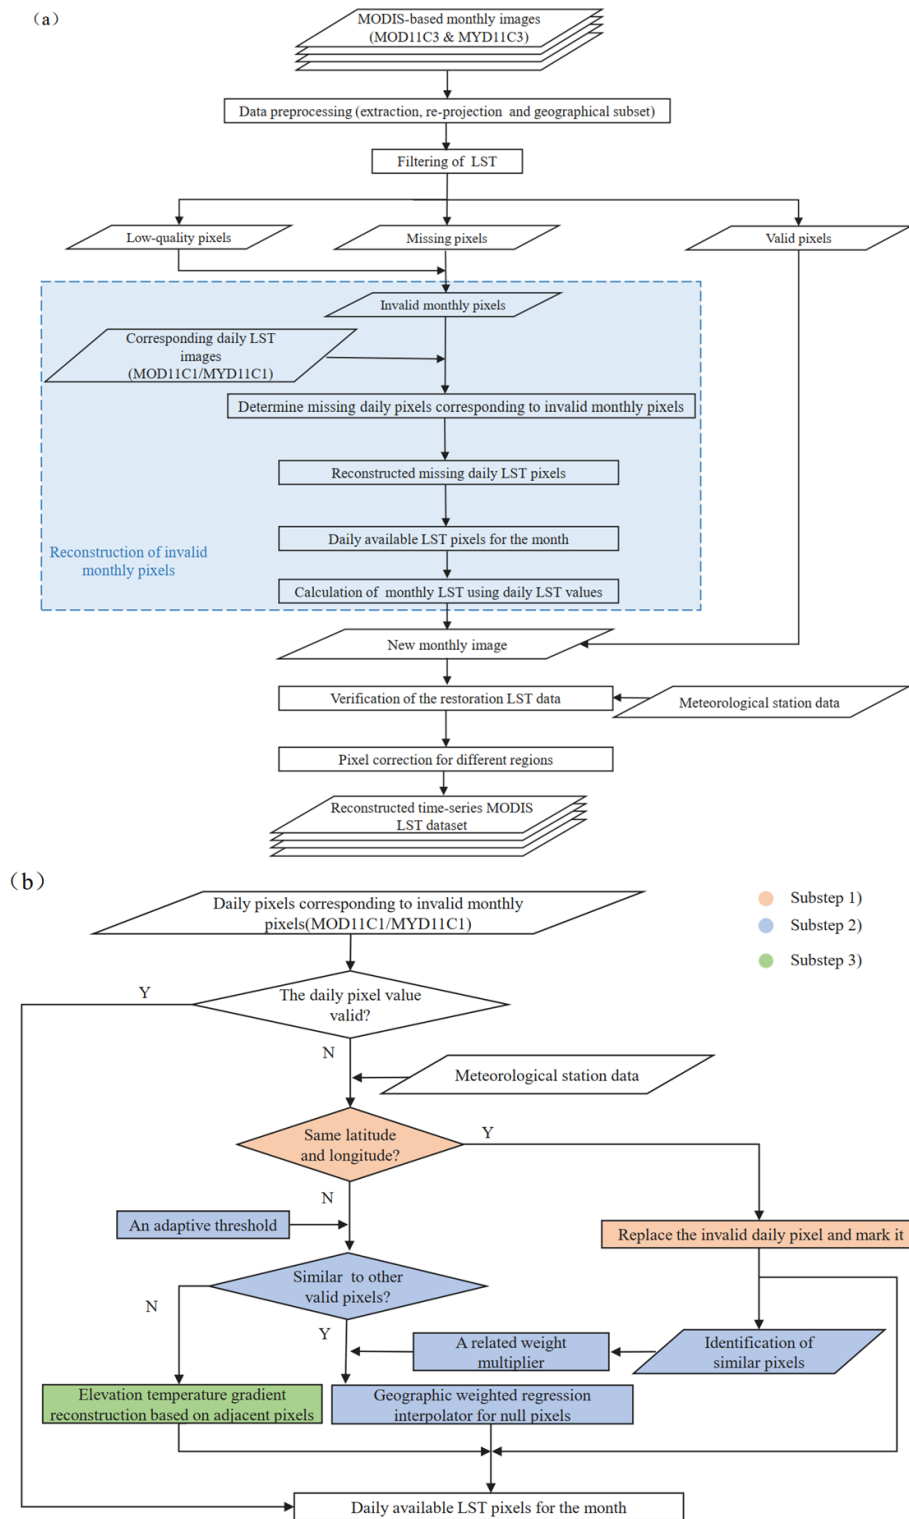 (a)
MODIS-based monthly images
(MOD11C3 & MYD11C3)
Data preprocessing (extraction, re-projection and geographical subset)
Filtering of LST
Low-quality pixels
Missing pixels
Valid pixels
Invalid monthly pixels
Corresponding daily LST
images
(MOD11C1/MYD11C1)
Determine missing daily pixels corresponding to invalid monthly pixels
Reconstructed missing daily LST pixels
Daily available LST pixels for the month
Reconstruction of invalid
monthly pixels
Calculation of monthly LST using daily LST values
New monthly image
Verification of the restoration LST data
Meteorological station data
Pixel correction for different regions
Reconstructed time-series MODIS
LST dataset
(b)
Daily pixels corresponding to invalid monthly
pixels(MOD11C1/MYD11C1)
Substep 1)
Substep 2)
Substep 3)
Y
The daily pixel value
valid?
N
Meteorological station data
Same latitude
and longitude?
Y
N
An adaptive threshold
Replace the invalid daily pixel and mark it
Similar to other
valid pixels?
N
Y
A related weight
multiplier
Identification of
similar pixels
Elevation temperature gradient
reconstruction based on adjacent pixels
Geographic weighted regression
interpolator for null pixels
Daily available LST pixels for the month